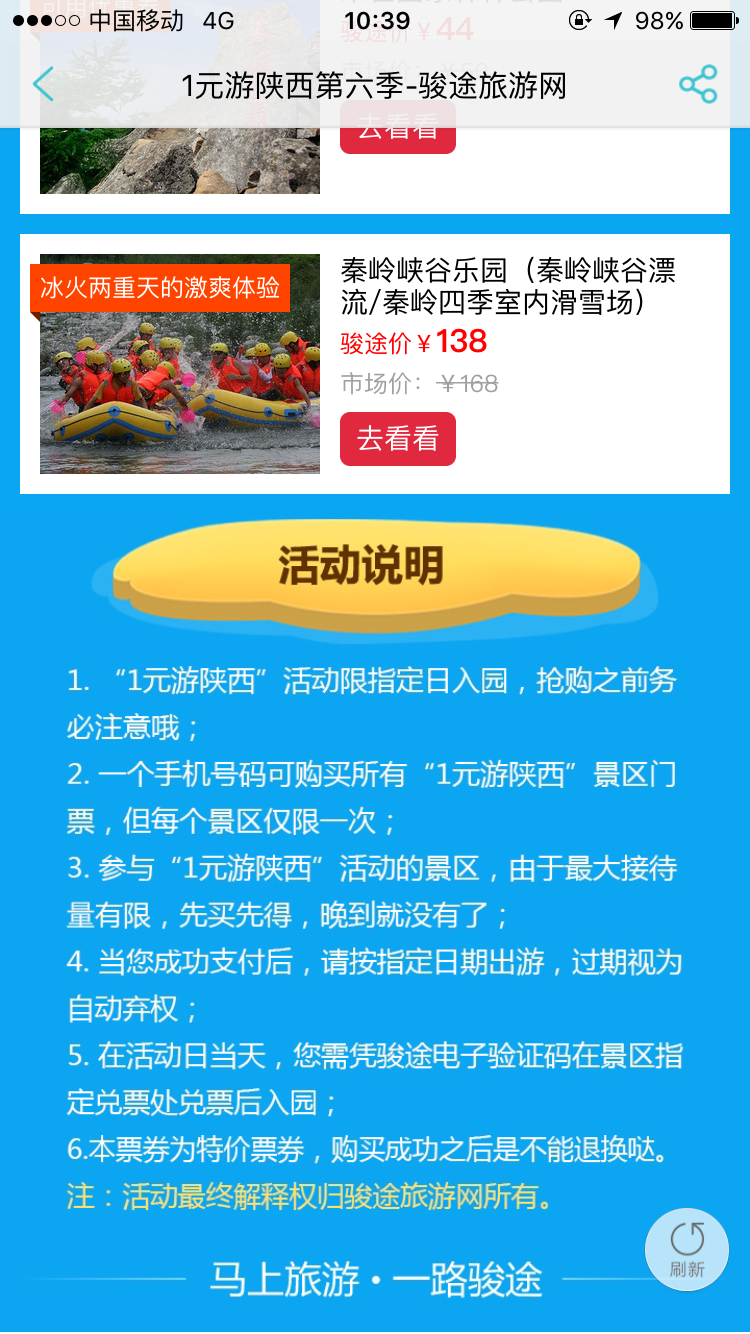 中国移动 4G 10:39 98%
1元游陕西第六季-骏途旅游网
骏途价￥44
去看看
冰火两重天的激爽体验
秦岭峡谷乐园（秦岭峡谷漂
流/秦岭四季室内滑雪场）
骏途价￥138
市场价：￥168
去看看
活动说明
1. “1元游陕西”活动限指定日入园，抢购之前务
必注意哦；
2. 一个手机号码可购买所有“1元游陕西”景区门
票，但每个景区仅限一次；
3. 参与“1元游陕西”活动的景区，由于最大接待
量有限，先买先得，晚到就没有了；
4. 当您成功支付后，请按指定日期出游，过期视为
自动弃权；
5. 在活动日当天，您需凭骏途电子验证码在景区指
定兑票处兑票后入园；
6.本票券为特价票券，购买成功之后是不能退换哒。
注：活动最终解释权归骏途旅游网所有。
马上旅游·一路骏途
刷新